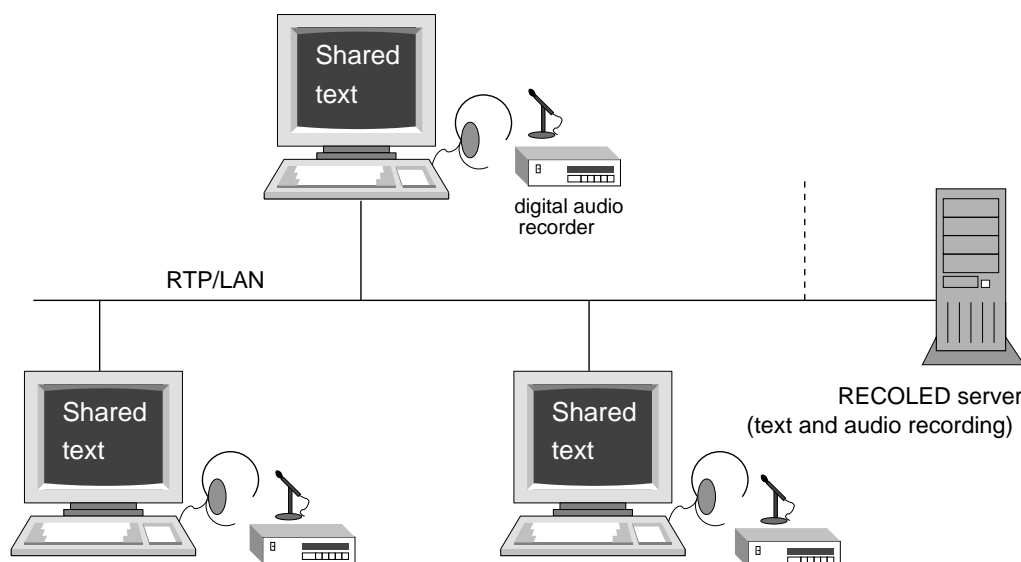 Shared
text
digital audio
recorder
RTP/LAN
Shared
text
Shared
text
RECOLED server
(text and audio recording)